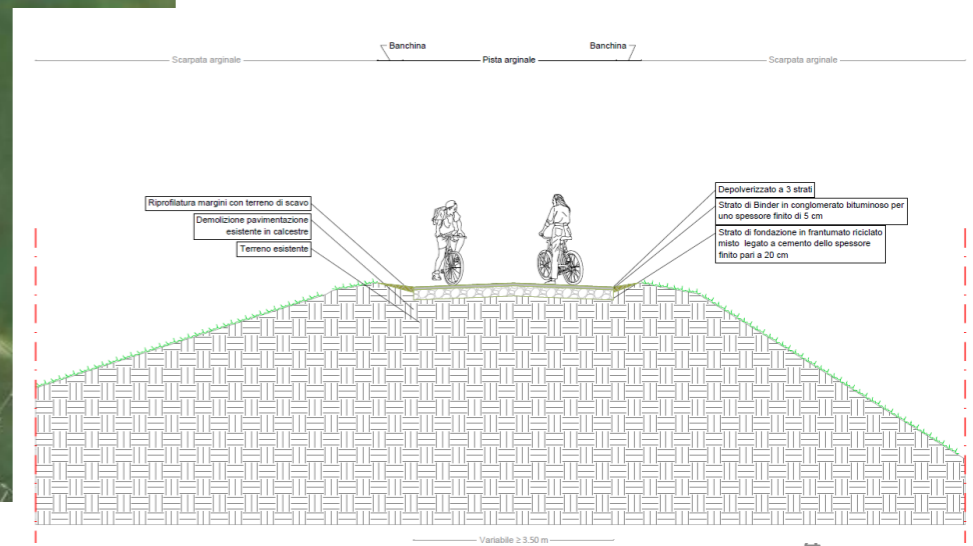 Banchina
Banchina
Scarpata arginale
Pista arginale
Scarpata arginale
Riprofilatura margini con terreno di scavo
Demolizione pavimentazione
esistente in calcestre
Terreno esistente
Depolverizzato a 3 strati
Strato di Binder in conglomerato bituminoso per
uno spessore finito di 5 cm
Strato di fondazione in frantumato riciclato
misto legato a cemento dello spessore
finito pari a 20 cm
Variabile ≥ 3.50 m